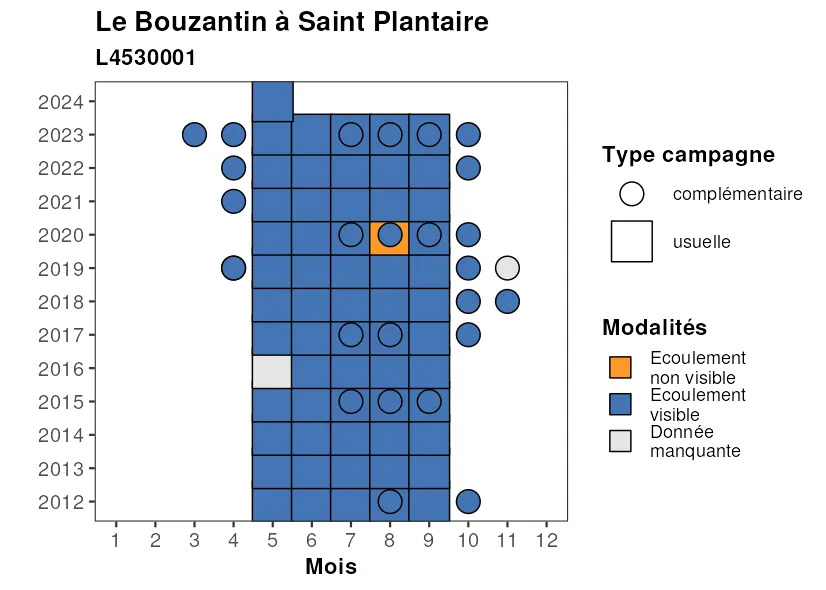 Le Bouzantin à Saint Plantaire
L4530001
2024
2023
2022
2021
2020
2019
2018
2017
2016
2015
2014
2013
2012
1 2 3 4 5 6 7 8 9 10 11 12
Mois
Type campagne
complémentaire
usuelle
Modalités
Ecoulement
non visible
Ecoulement
visible
Donnée
manquante